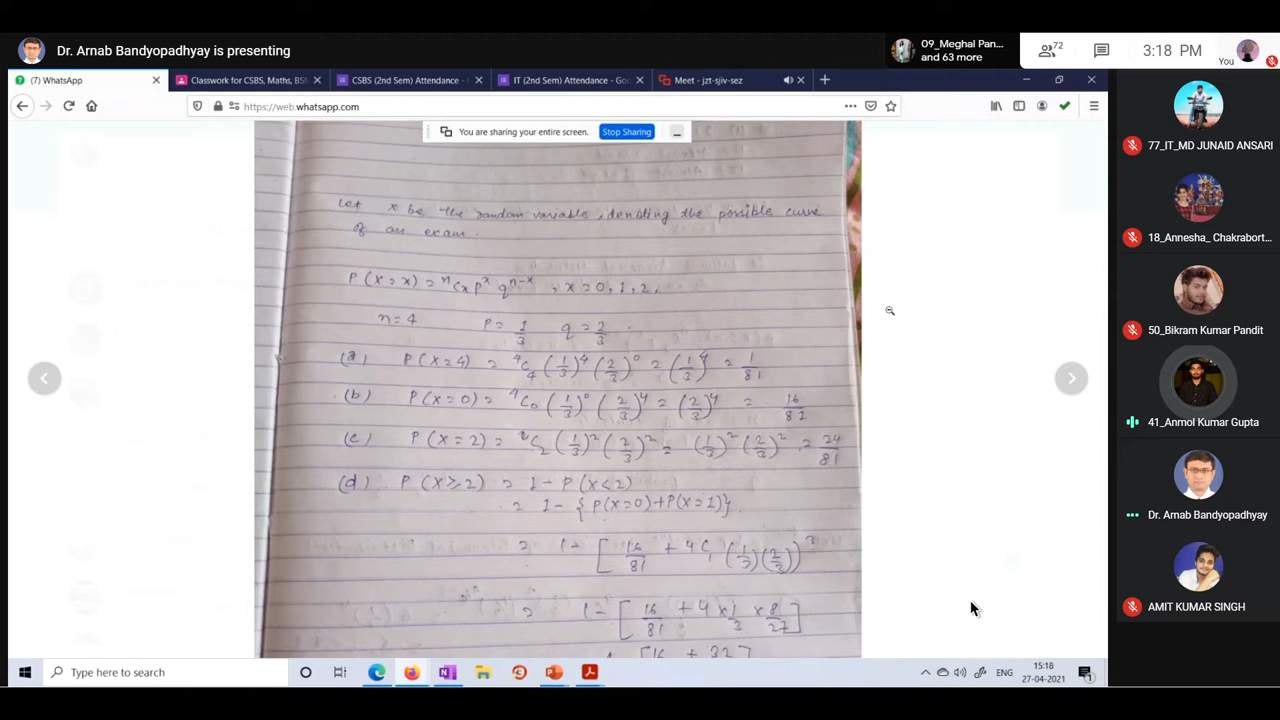 Dr. Arnab Bandyopadhyay is presenting
09_Meghal Pan...
and 63 more
72
3:18 PM
You
(7) WhatsApp
Classwork for CSBS, Maths, BS
CSBS (2nd Sem) Attendance - G
IT (2nd Sem) Attendance - Goo
Meet - jzt-sjiv-sez
https://web.whatsapp.com
You are sharing your entire screen.
Stop Sharing
Let x be the random variable, denoting the possible curve
of an exam.
P(X=x) = ⁿCₓ pˣ qⁿ⁻ˣ , x = 0, 1, 2,
n=4 p = 1/3 q = 2/3
(a) P(X=4) = ⁴C₄ (1/3)⁴ (2/3)⁰ = (1/3)⁴ = 1/81
(b) P(X=0) = ⁴C₀ (1/3)⁰ (2/3)⁴ = (2/3)⁴ = 16/81
(c) P(X=2) = ⁴C₂ (1/3)² (2/3)² = (1/3)² (2/3)² = 24/81
(d) P(X≥2) = 1 - P(X<2)
= 1 - {P(X=0)+P(X=1)}.
= 1 - [16/81 + 4C₁ (1/3)(2/3))³
= 1 - [16/81 + 4 x 1/3 x 8/27]
[16 + 32]
77_IT_MD JUNAID ANSARI
18_Annesha_ Chakrabort...
50_Bikram Kumar Pandit
41_Anmol Kumar Gupta
Dr. Arnab Bandyopadhyay
AMIT KUMAR SINGH
Type here to search
ENG
15:18
27-04-2021
1